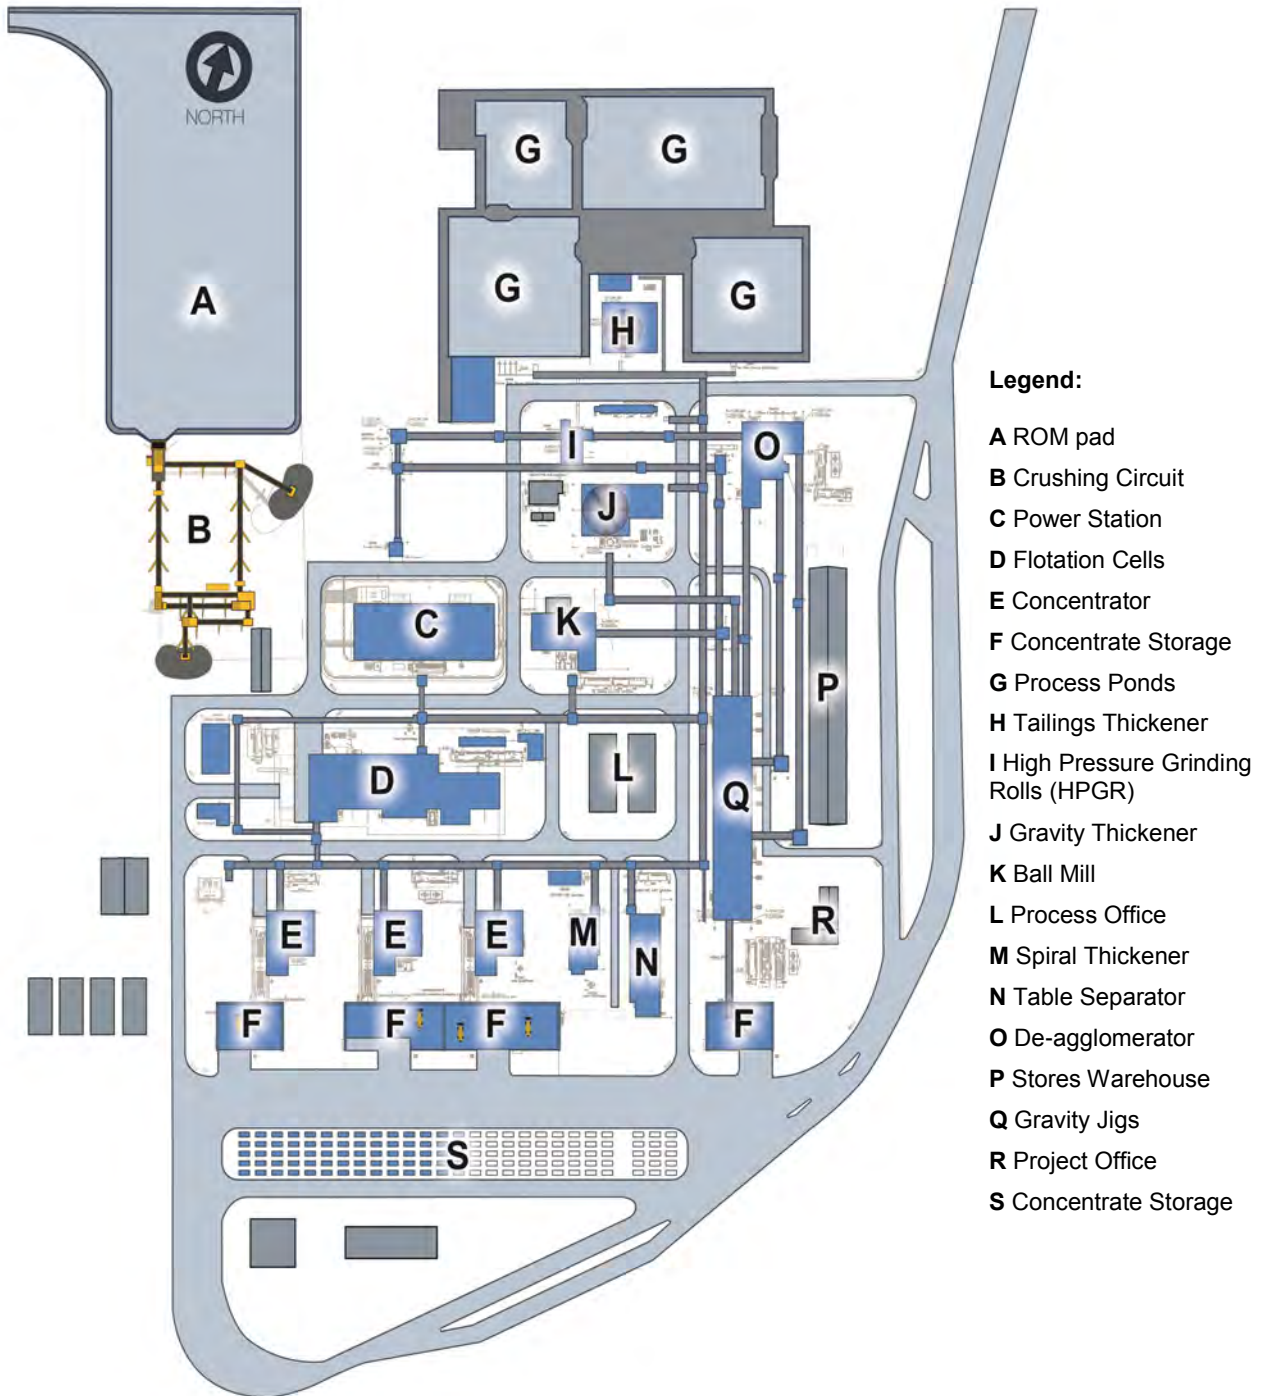 NORTH
G
G
A
G
G
H
I
O
B
J
C
K
P
D
L
Q
E
E
E
M
N
R
F
F
F
F
S
Legend:
A ROM pad
B Crushing Circuit
C Power Station
D Flotation Cells
E Concentrator
F Concentrate Storage
G Process Ponds
H Tailings Thickener
I High Pressure Grinding
Rolls (HPGR)
J Gravity Thickener
K Ball Mill
L Process Office
M Spiral Thickener
N Table Separator
O De-agglomerator
P Stores Warehouse
Q Gravity Jigs
R Project Office
S Concentrate Storage